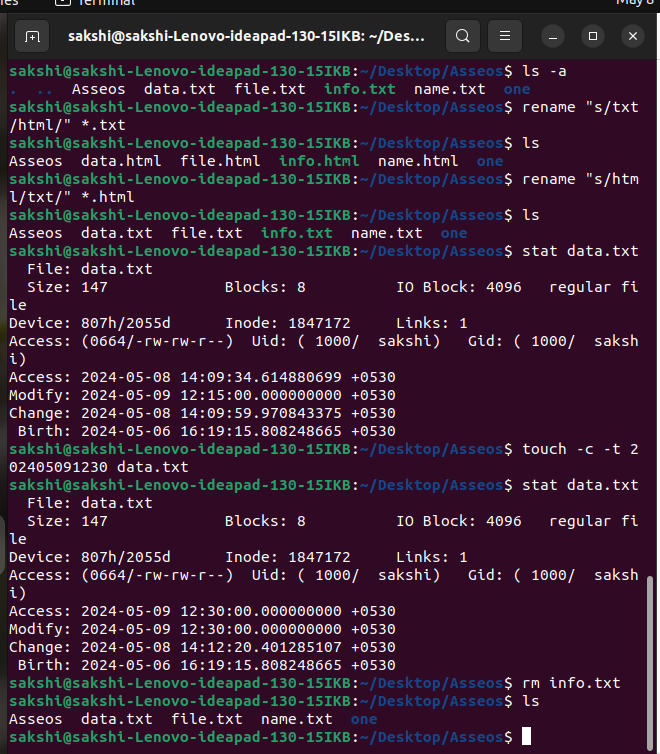 Terminal
May 8
sakshi@sakshi-Lenovo-ideapad-130-15IKB: ~/Des...
sakshi@sakshi-Lenovo-ideapad-130-15IKB:~/Desktop/Asseos$ ls -a
.  ..  Asseos  data.txt  file.txt  info.txt  name.txt  one
sakshi@sakshi-Lenovo-ideapad-130-15IKB:~/Desktop/Asseos$ rename "s/txt
/html/" *.txt
sakshi@sakshi-Lenovo-ideapad-130-15IKB:~/Desktop/Asseos$ ls
Asseos  data.html  file.html  info.html  name.html  one
sakshi@sakshi-Lenovo-ideapad-130-15IKB:~/Desktop/Asseos$ rename "s/htm
l/txt/" *.html
sakshi@sakshi-Lenovo-ideapad-130-15IKB:~/Desktop/Asseos$ ls
Asseos  data.txt  file.txt  info.txt  name.txt  one
sakshi@sakshi-Lenovo-ideapad-130-15IKB:~/Desktop/Asseos$ stat data.txt
  File: data.txt
  Size: 147             Blocks: 8          IO Block: 4096   regular fi
le
Device: 807h/2055d      Inode: 1847172     Links: 1
Access: (0664/-rw-rw-r--)  Uid: ( 1000/  sakshi)   Gid: ( 1000/  saksh
i)
Access: 2024-05-08 14:09:34.614880699 +0530
Modify: 2024-05-09 12:15:00.000000000 +0530
Change: 2024-05-08 14:09:59.970843375 +0530
 Birth: 2024-05-06 16:19:15.808248665 +0530
sakshi@sakshi-Lenovo-ideapad-130-15IKB:~/Desktop/Asseos$ touch -c -t 2
02405091230 data.txt
sakshi@sakshi-Lenovo-ideapad-130-15IKB:~/Desktop/Asseos$ stat data.txt
  File: data.txt
  Size: 147             Blocks: 8          IO Block: 4096   regular fi
le
Device: 807h/2055d      Inode: 1847172     Links: 1
Access: (0664/-rw-rw-r--)  Uid: ( 1000/  sakshi)   Gid: ( 1000/  saksh
i)
Access: 2024-05-09 12:30:00.000000000 +0530
Modify: 2024-05-09 12:30:00.000000000 +0530
Change: 2024-05-08 14:12:20.401285107 +0530
 Birth: 2024-05-06 16:19:15.808248665 +0530
sakshi@sakshi-Lenovo-ideapad-130-15IKB:~/Desktop/Asseos$ rm info.txt
sakshi@sakshi-Lenovo-ideapad-130-15IKB:~/Desktop/Asseos$ ls
Asseos  data.txt  file.txt  name.txt  one
sakshi@sakshi-Lenovo-ideapad-130-15IKB:~/Desktop/Asseos$